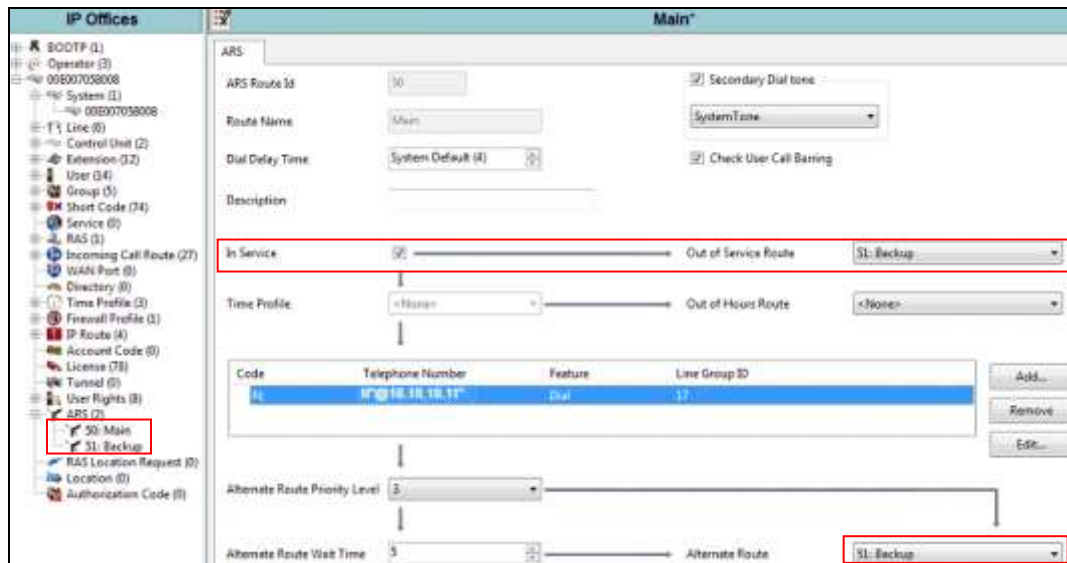 IP Offices
BOOTP (1)
Operator (3)
00E007058008
System (1)
00E007058008
Line (6)
Control Unit (2)
Extension (12)
User (14)
Group (5)
Short Code (74)
Service (0)
RAS (1)
Incoming Call Route (27)
WAN Port (0)
Directory (0)
Time Profile (3)
Firewall Profile (1)
IP Route (4)
Account Code (0)
License (78)
Tunnel (0)
User Rights (8)
ARS (2)
50: Main
51: Backup
RAS Location Request (0)
Location (0)
Authorization Code (0)
Main*
ARS
ARS Route Id 50
Secondary Dial tone
Route Name Main
SystemTone
Dial Delay Time System Default (4)
Check User Call Barring
Description
In Service Out of Service Route 51: Backup
Time Profile <None> Out of Hours Route <None>
Code Telephone Number Feature Line Group ID
N; N"@10.10.10.11" Dial 17
Add...
Remove
Edit...
Alternate Route Priority Level 3
Alternate Route Wait Time 5 Alternate Route 51: Backup